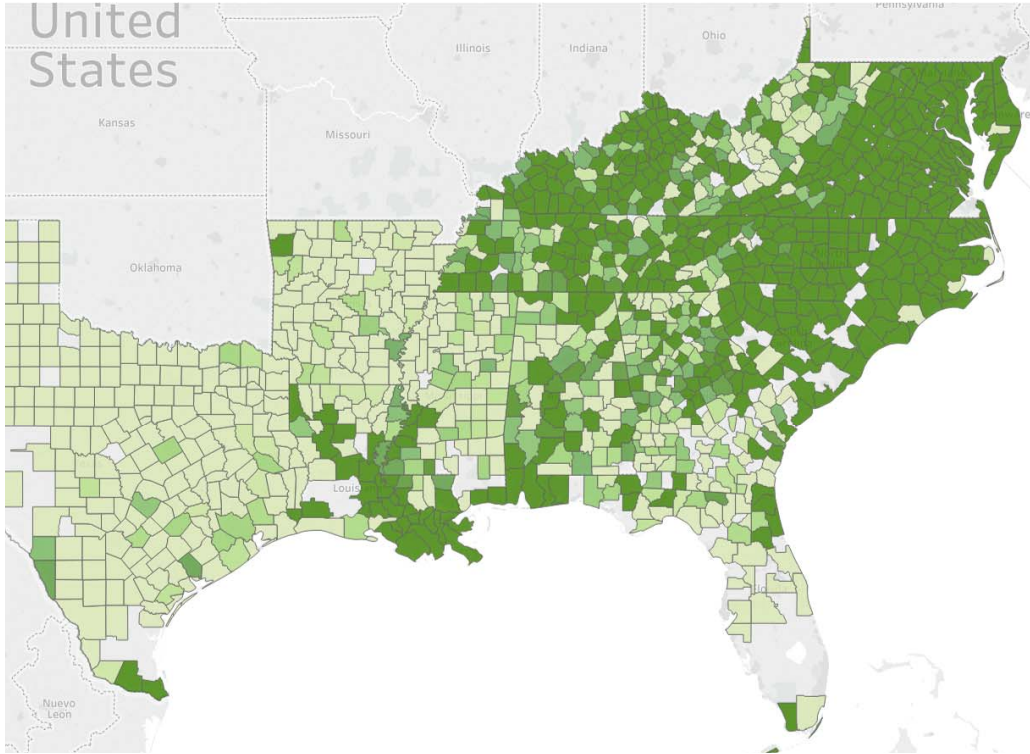 United
States
Pennsylvania
Ohio
Illinois
Indiana
Kansas
Missouri
Oklahoma
Louis
Nuevo
León